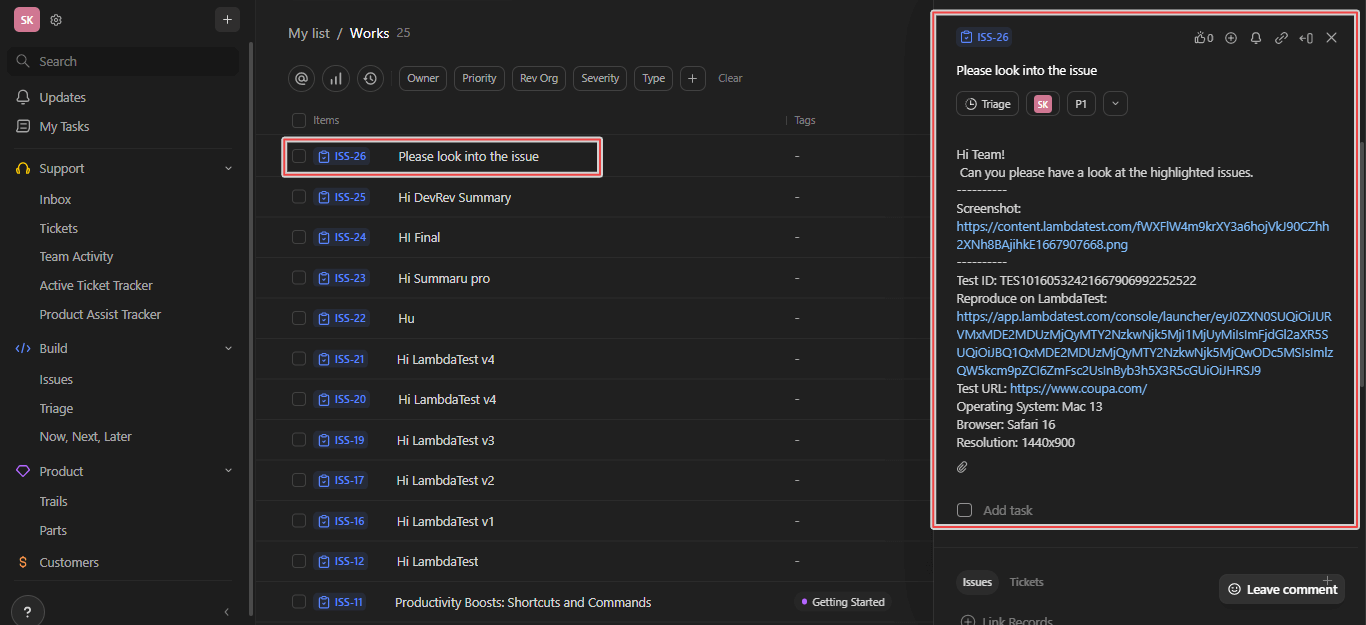 SK
Search
Updates
My Tasks
Support
Inbox
Tickets
Team Activity
Active Ticket Tracker
Product Assist Tracker
Build
Issues
Triage
Now, Next, Later
Product
Trails
Parts
Customers
?
My list / Works 25
Owner Priority Rev Org Severity Type + Clear
Items Tags
ISS-26 Please look into the issue -
ISS-25 Hi DevRev Summary -
ISS-24 HI Final -
ISS-23 Hi Summaru pro -
ISS-22 Hu -
ISS-21 Hi LambdaTest v4 -
ISS-20 Hi LambdaTest v4 -
ISS-19 Hi LambdaTest v3 -
ISS-17 Hi LambdaTest v2 -
ISS-16 Hi LambdaTest v1 -
ISS-12 Hi LambdaTest -
ISS-11 Productivity Boosts: Shortcuts and Commands Getting Started
ISS-26 0
Please look into the issue
Triage SK P1
Hi Team!
Can you please have a look at the highlighted issues.
----------
Screenshot:
https://content.lambdatest.com/fWXFlW4m9krXY3a6hojVkJ90CZhh
2XNh8BAjihkE1667907668.png
----------
Test ID: TES10160532421667906992252522
Reproduce on LambdaTest:
https://app.lambdatest.com/console/launcher/eyJ0ZXN0SUQiOiJUR
VMxMDE2MDUzMjQyMTY2NzkwNjk5MjI1MjUyMiIsImFjdGl2aXR5S
UQiOiJBQ1QxMDE2MDUzMjQyMTY2NzkwNjk5MjQwODc5MSIsImlz
QW5kcm9pZCI6ZmFsc2UsInByb3h5X3R5cGUiOiJHRSJ9
Test URL: https://www.coupa.com/
Operating System: Mac 13
Browser: Safari 16
Resolution: 1440x900
Add task
Issues Tickets
Leave comment
Link Records